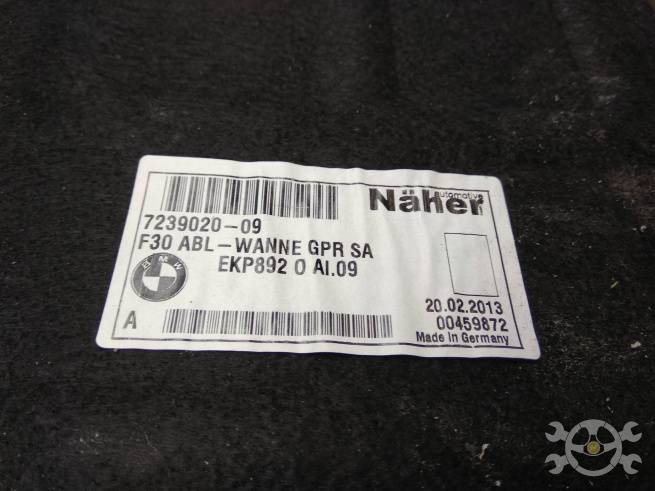 Näher
automotive
7239020-09
F30 ABL-WANNE GPR SA
EKP892 O AI.09
BMW
A
20.02.2013
00459872
Made in Germany